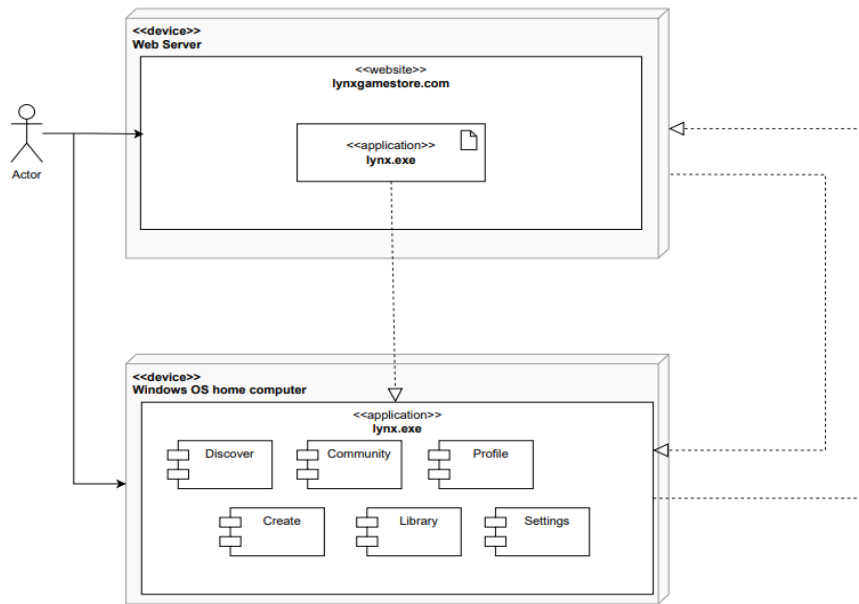 <<device>>
Web Server
<<website>>
lynxgamestore.com
<<application>>
lynx.exe
Actor
<<device>>
Windows OS home computer
<<application>>
lynx.exe
Discover
Community
Profile
Create
Library
Settings